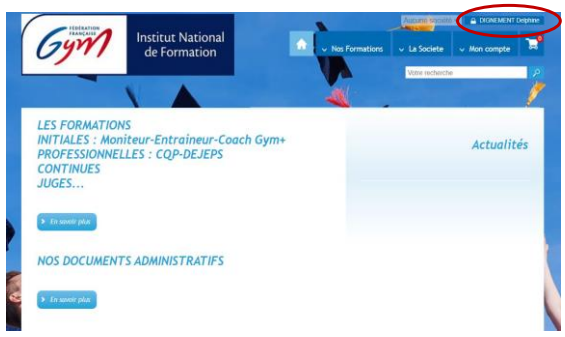 FÉDÉRATION
FRANÇAISE
Gym
Institut National
de Formation
DIGNEMENT Delphine
Nos Formations
La Societe
Mon compte
Votre recherche
LES FORMATIONS
INITIALES : Moniteur-Entraineur-Coach Gym+
PROFESSIONNELLES : CQP-DEJEPS
CONTINUES
JUGES...
Actualités
En savoir plus
NOS DOCUMENTS ADMINISTRATIFS
En savoir plus